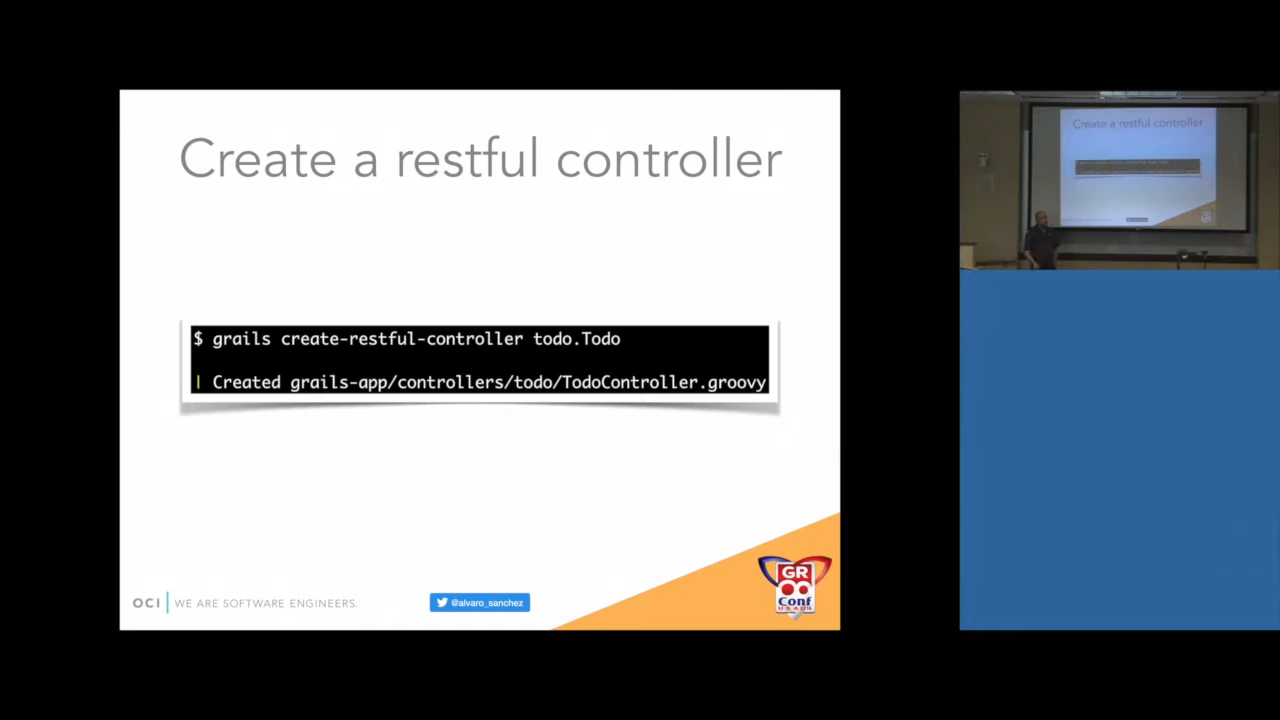 Create a restful controller
$ grails create-restful-controller todo.Todo
| Created grails-app/controllers/todo/TodoController.groovy
OCI | WE ARE SOFTWARE ENGINEERS.
@alvaro_sanchez
GR
Conf
Create a restful controller